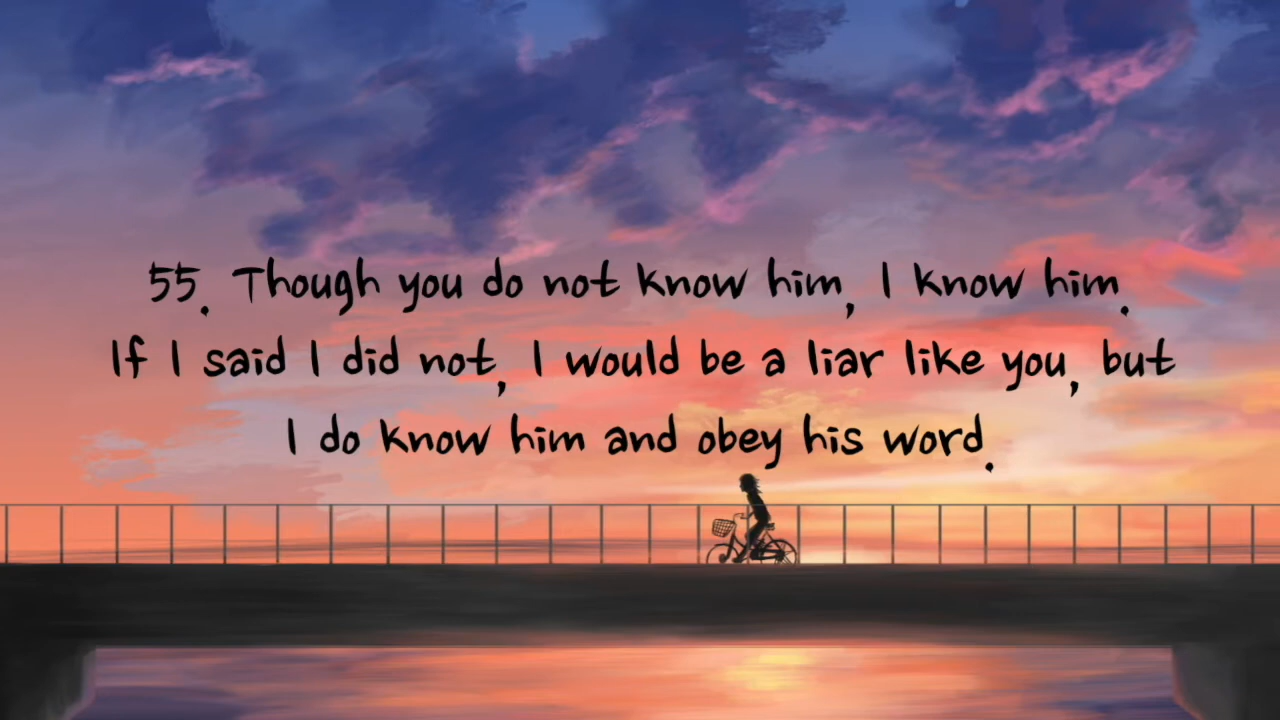 55. Though you do not know him, I know him.
If I said I did not, I would be a liar like you, but
I do know him and obey his word.